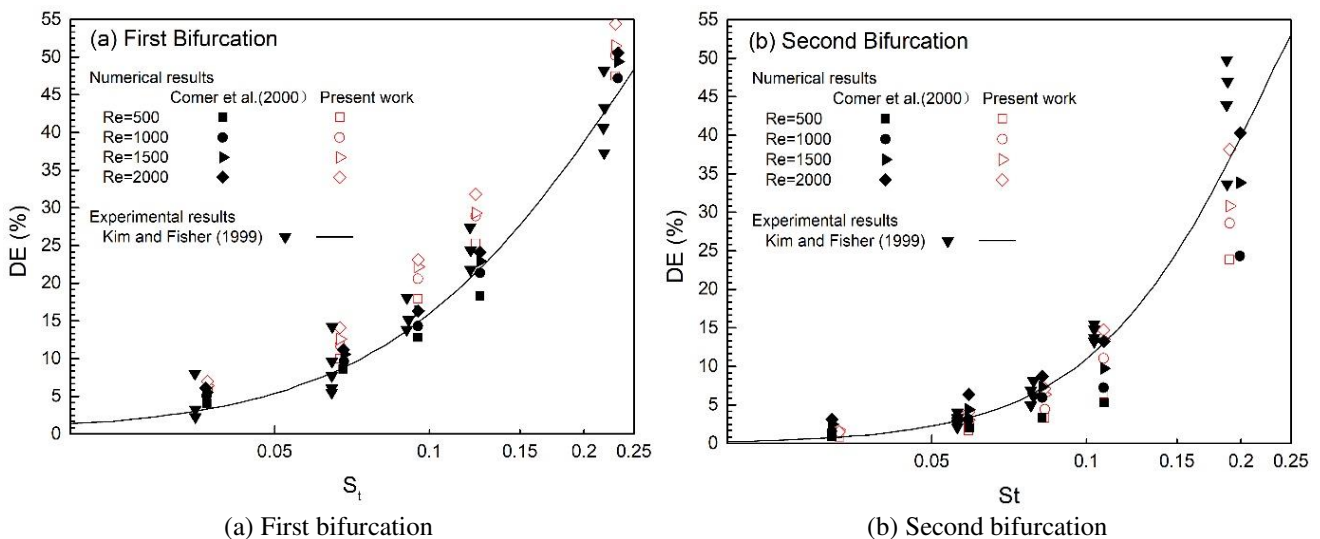 (a) First Bifurcation
Numerical results
Comer et al.(2000) Present work
Re=500
Re=1000
Re=1500
Re=2000
Experimental results
Kim and Fisher (1999)
DE (%)
55
50
45
40
35
30
25
20
15
10
5
0
0.05 0.1 0.15 0.2 0.25
St
(a) First bifurcation
(b) Second Bifurcation
Numerical results
Comer et al.(2000) Present work
Re=500
Re=1000
Re=1500
Re=2000
Experimental results
Kim and Fisher (1999)
DE (%)
55
50
45
40
35
30
25
20
15
10
5
0
0.05 0.1 0.15 0.2 0.25
St
(b) Second bifurcation